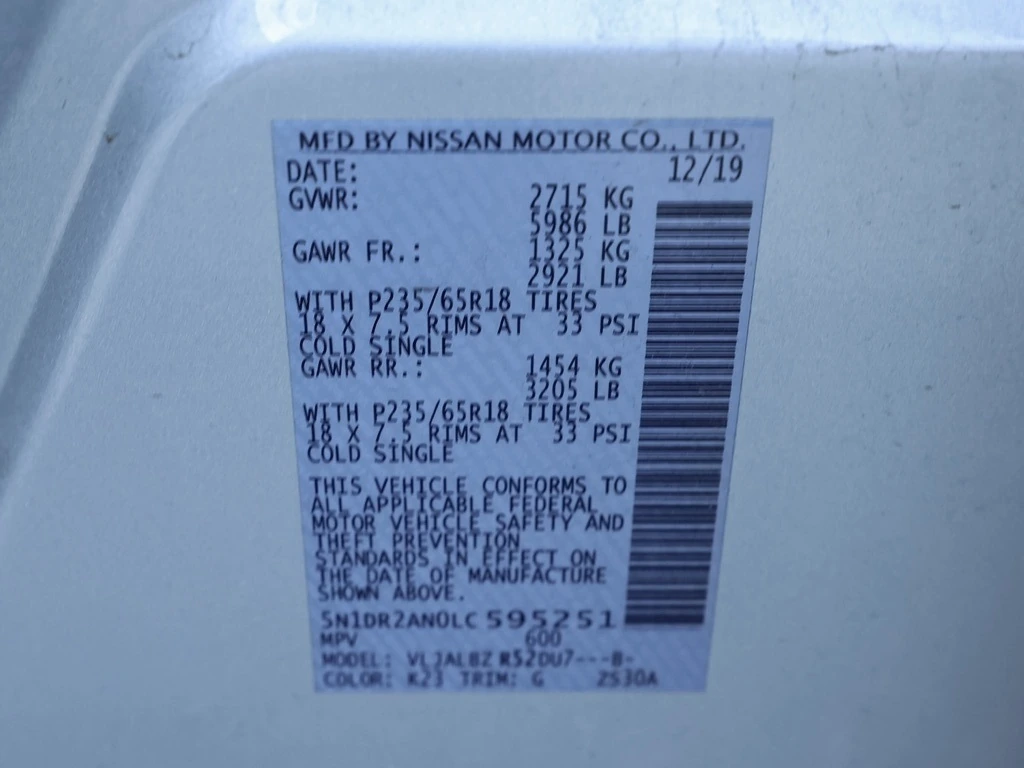 MFD BY NISSAN MOTOR CO., LTD.
DATE: 12/19
GVWR: 2715 KG
5986 LB
GAWR FR.: 1325 KG
2921 LB
WITH P235/65R18 TIRES
18 X 7.5 RIMS AT 33 PSI
COLD SINGLE
GAWR RR.: 1454 KG
3205 LB
WITH P235/65R18 TIRES
18 X 7.5 RIMS AT 33 PSI
COLD SINGLE
THIS VEHICLE CONFORMS TO
ALL APPLICABLE FEDERAL
MOTOR VEHICLE SAFETY AND
THEFT PREVENTION
STANDARDS IN EFFECT ON
THE DATE OF MANUFACTURE
SHOWN ABOVE.
5N1DR2AN0LC 595251
MPV 600
MODEL: R52DU7---B-
COLOR: K23 TRIM: G 2S30A